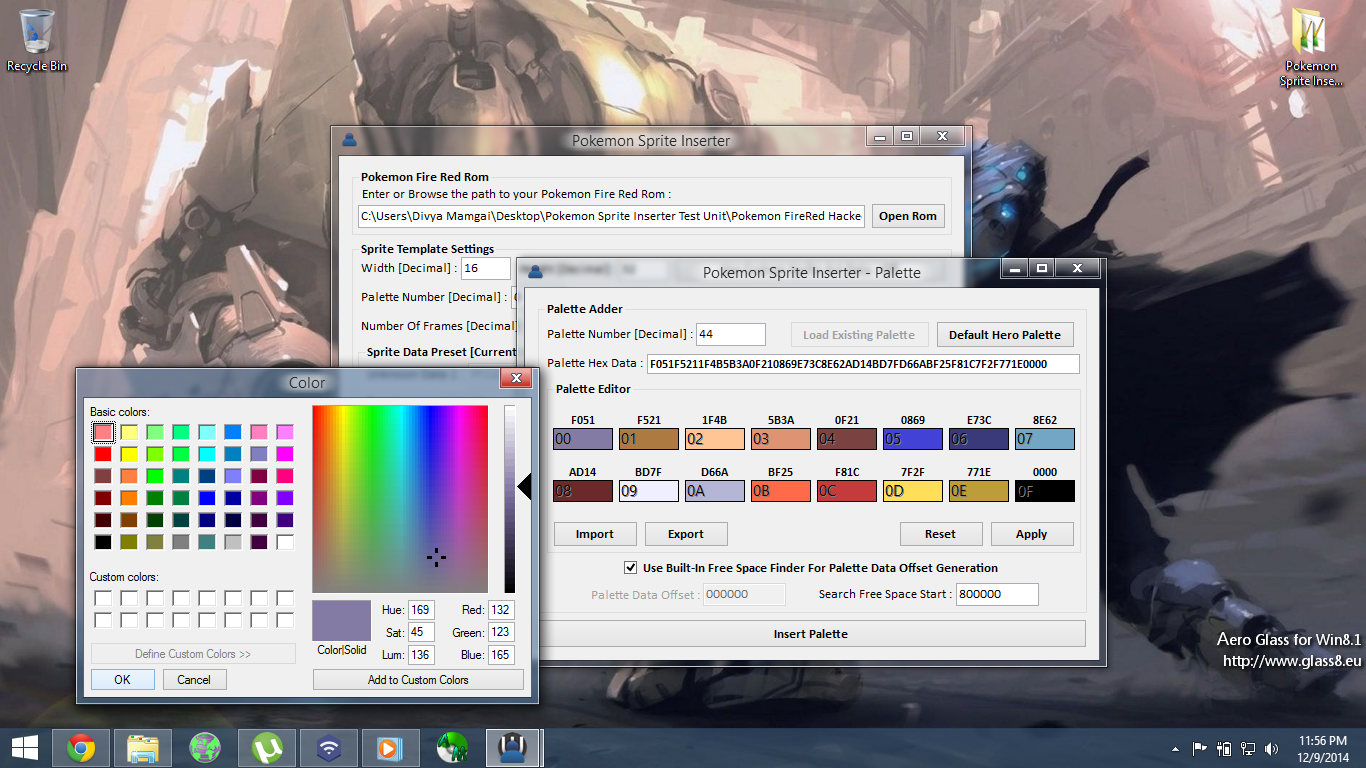 Recycle Bin
Pokemon
Sprite Inse...
Pokemon Sprite Inserter
Pokemon Fire Red Rom
Enter or Browse the path to your Pokemon Fire Red Rom :
C:\Users\Divya Mamgai\Desktop\Pokemon Sprite Inserter Test Unit\Pokemon FireRed Hacke
Open Rom
Sprite Template Settings
Width [Decimal] : 16
Palette Number [Decimal] :
Number Of Frames [Decimal]
Sprite Data Preset [Current
Pokemon Sprite Inserter - Palette
Palette Adder
Palette Number [Decimal] : 44 Load Existing Palette Default Hero Palette
Palette Hex Data : F051F5211F4B5B3A0F210869E73C8E62AD14BD7FD66ABF25F81C7F2F771E0000
Palette Editor
F051 F521 1F4B 5B3A 0F21 0869 E73C 8E62
00 01 02 03 04 05 06 07
AD14 BD7F D66A BF25 F81C 7F2F 771E 0000
08 09 0A 0B 0C 0D 0E 0F
Import Export Reset Apply
Use Built-In Free Space Finder For Palette Data Offset Generation
Palette Data Offset : 000000 Search Free Space Start : 800000
Insert Palette
Color
Basic colors:
Custom colors:
Define Custom Colors >>
OK Cancel
Color|Solid
Hue: 169 Red: 132
Sat: 45 Green: 123
Lum: 136 Blue: 165
Add to Custom Colors
Aero Glass for Win8.1
http://www.glass8.eu
11:56 PM
12/9/2014